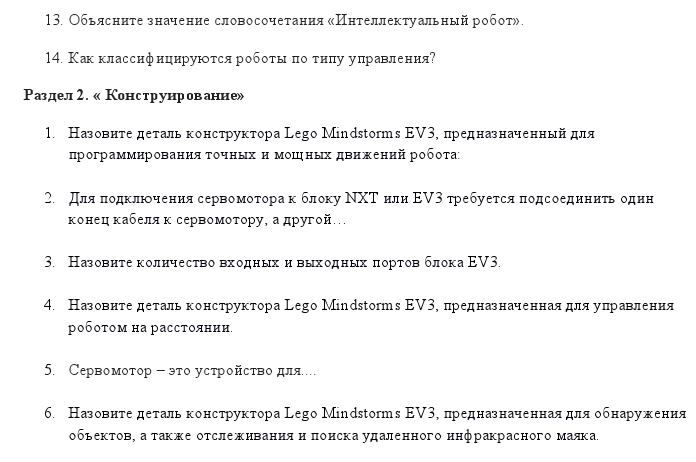 13. Объясните значение словосочетания «Интеллектуальный робот».
14. Как классифицируются роботы по типу управления?
Раздел 2. « Конструирование»
1. Назовите деталь конструктора Lego Mindstorms EV3, предназначенный для
программирования точных и мощных движений робота:
2. Для подключения сервомотора к блоку NXT или EV3 требуется подсоединить один
конец кабеля к сервомотору, а другой…
3. Назовите количество входных и выходных портов блока EV3.
4. Назовите деталь конструктора Lego Mindstorms EV3, предназначенная для управления
роботом на расстоянии.
5. Сервомотор – это устройство для....
6. Назовите деталь конструктора Lego Mindstorms EV3, предназначенная для обнаружения
объектов, а также отслеживания и поиска удаленного инфракрасного маяка.